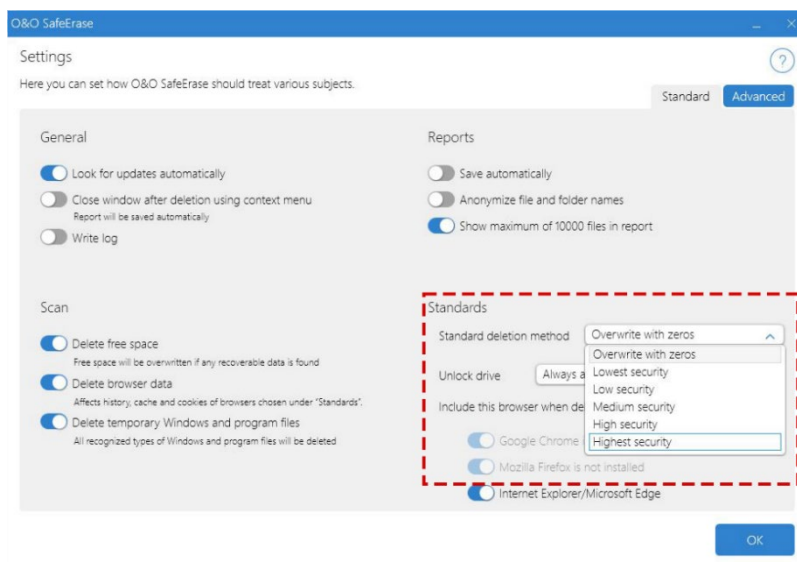 O&O SafeErase
Settings
?
Here you can set how O&O SafeErase should treat various subjects.
Standard
Advanced
General
Look for updates automatically
Close window after deletion using context menu
Report will be saved automatically
Write log
Reports
Save automatically
Anonymize file and folder names
Show maximum of 10000 files in report
Scan
Delete free space
Free space will be overwritten if any recoverable data is found
Delete browser data
Affects history, cache and cookies of browsers chosen under "Standards".
Delete temporary Windows and program files
All recognized types of Windows and program files will be deleted
Standards
Standard deletion method
Overwrite with zeros
Overwrite with zeros
Lowest security
Low security
Medium security
High security
Highest security
Unlock drive
Always a
Include this browser when de
Google Chrome
Mozilla Firefox is not installed
Internet Explorer/Microsoft Edge
OK